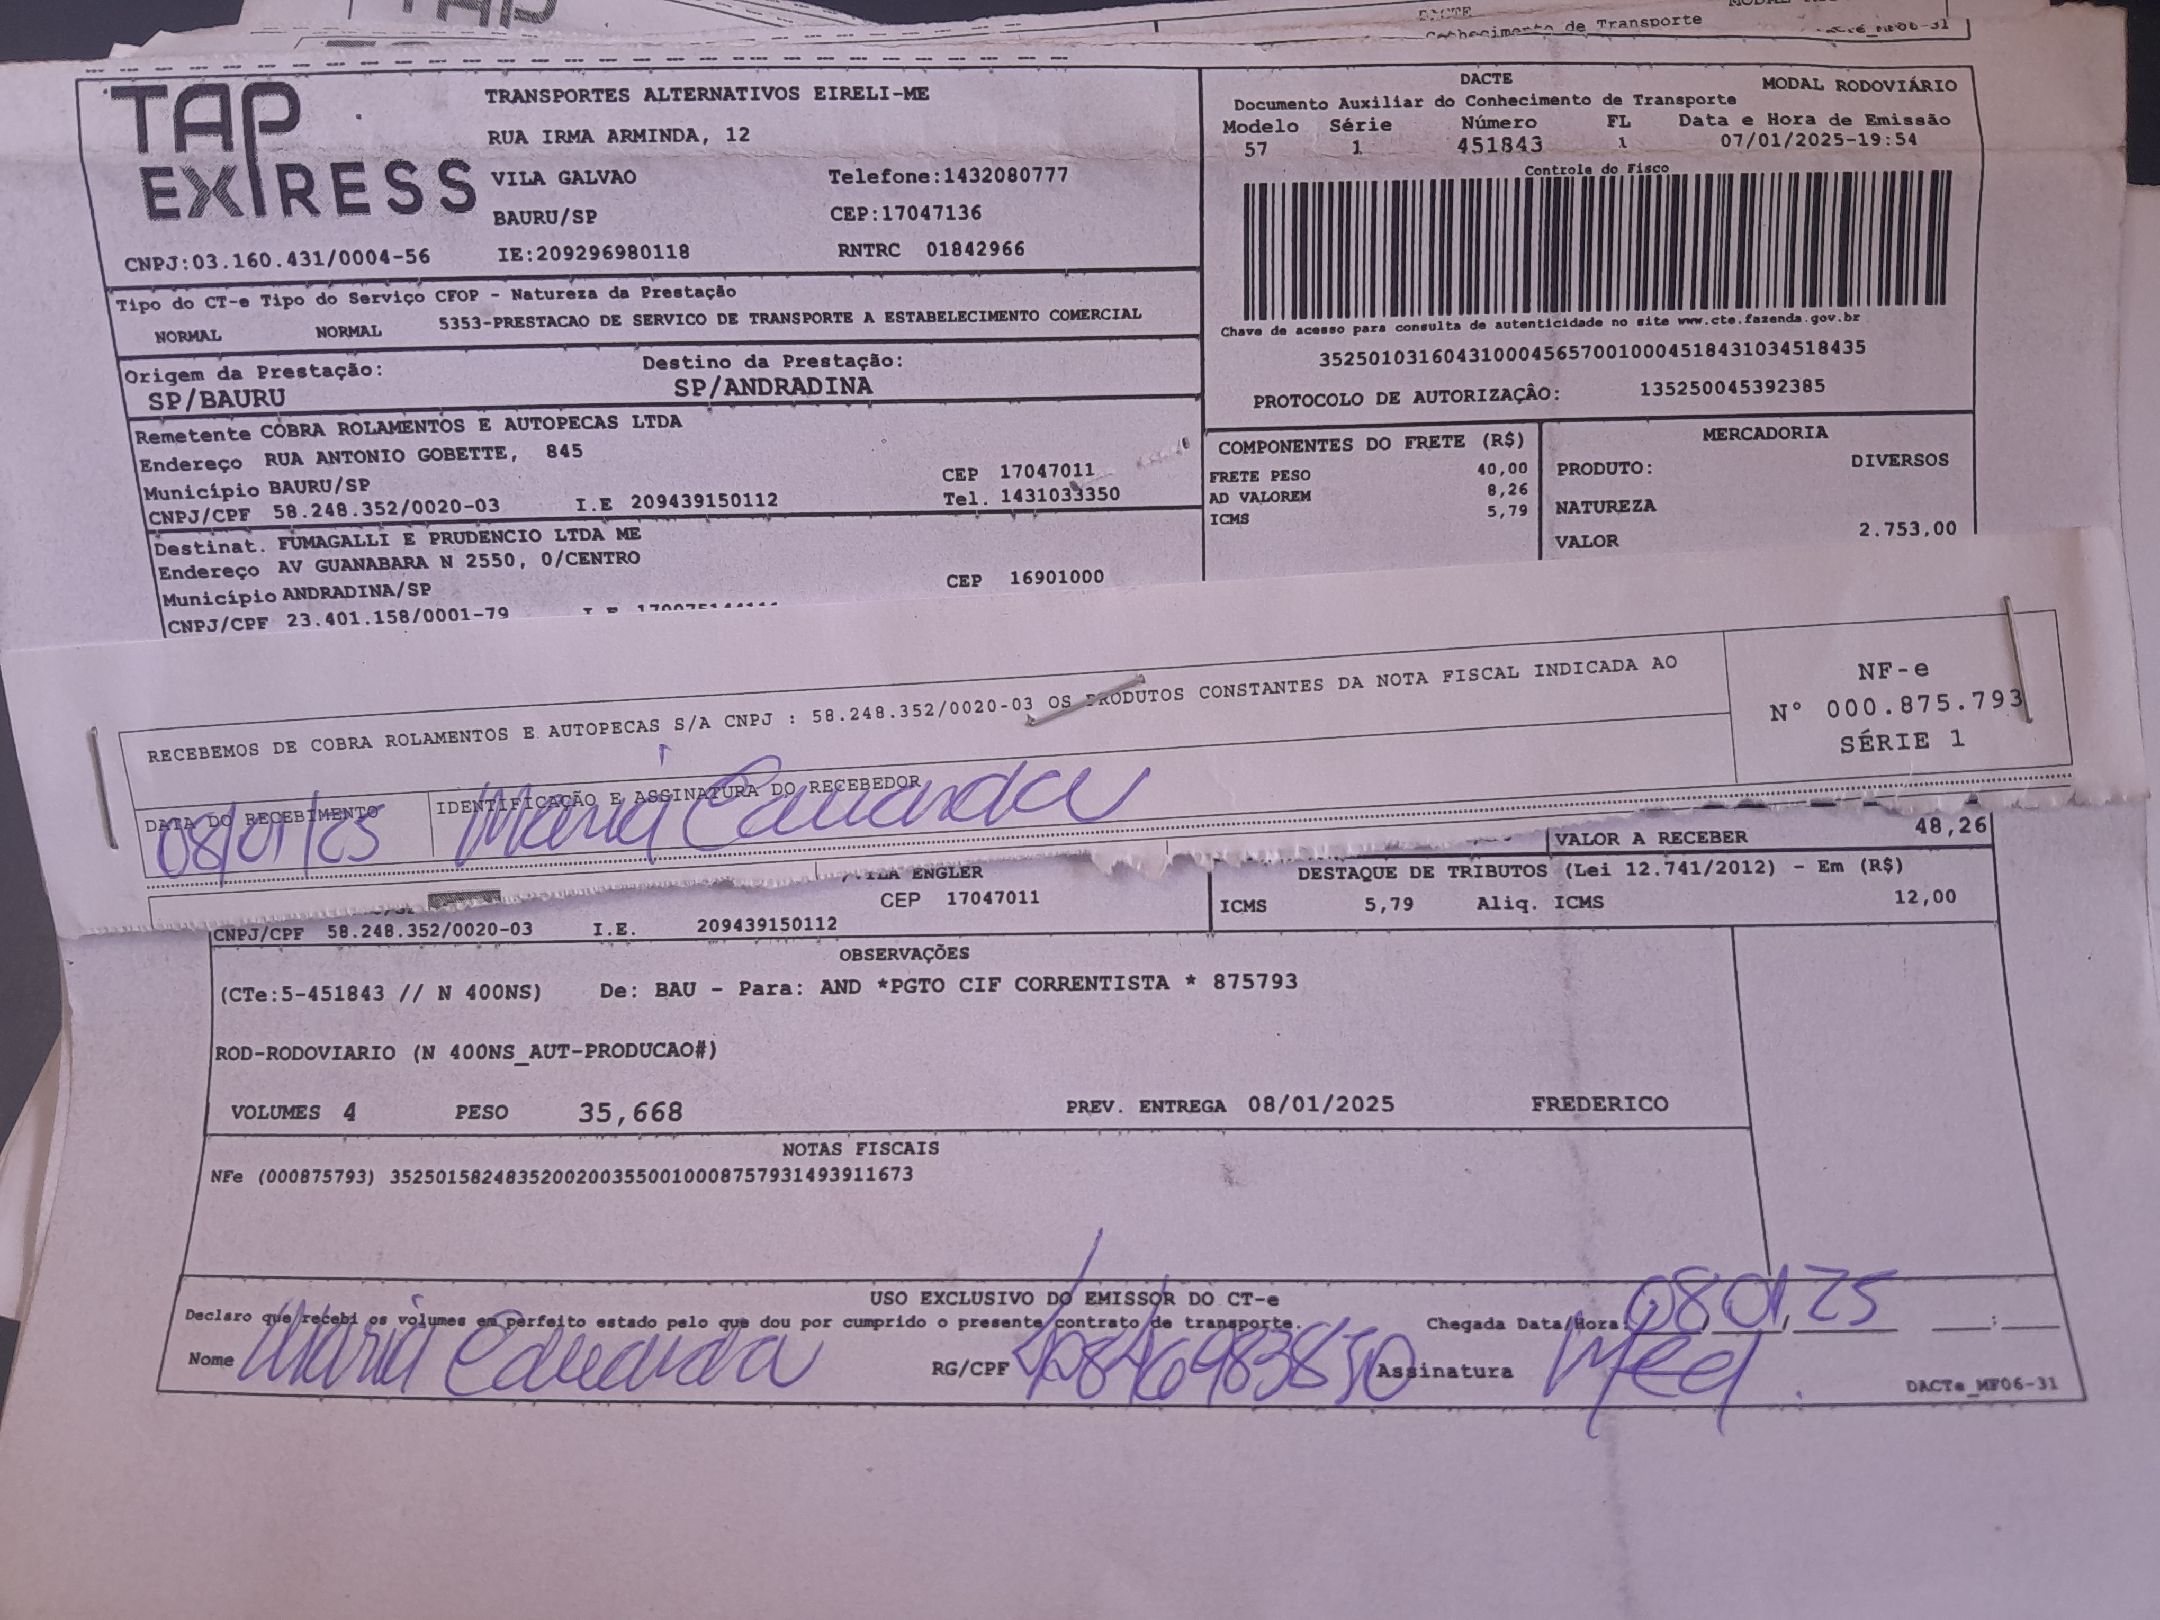 DACTE
Conhecimento de Transporte
TAP EXPRESS
TRANSPORTES ALTERNATIVOS EIRELI-ME
RUA IRMA ARMINDA, 12
VILA GALVAO Telefone:1432080777
BAURU/SP CEP:17047136
CNPJ:03.160.431/0004-56 IE:209296980118 RNTRC 01842966
DACTE MODAL RODOVIÁRIO
Documento Auxiliar do Conhecimento de Transporte
Modelo Série Número FL Data e Hora de Emissão
57 1 451843 1 07/01/2025-19:54
Controle do Fisco
Chave de acesso para consulta de autenticidade no site www.cte.fazenda.gov.br
35250103160431000456570010004518431034518435
PROTOCOLO DE AUTORIZAÇÃO: 135250045392385
Tipo do CT-e Tipo do Serviço CFOP - Natureza da Prestação
NORMAL NORMAL 5353-PRESTACAO DE SERVICO DE TRANSPORTE A ESTABELECIMENTO COMERCIAL
Origem da Prestação: Destino da Prestação:
SP/BAURU SP/ANDRADINA
Remetente COBRA ROLAMENTOS E AUTOPECAS LTDA
Endereço RUA ANTONIO GOBETTE, 845
Município BAURU/SP CEP 17047011
CNPJ/CPF 58.248.352/0020-03 I.E 209439150112 Tel. 1431033350
Destinat. FUMAGALLI E PRUDENCIO LTDA ME
Endereço AV GUANABARA N 2550, 0/CENTRO
Município ANDRADINA/SP CEP 16901000
CNPJ/CPF 23.401.158/0001-79
COMPONENTES DO FRETE (R$)
FRETE PESO 40,00
AD VALOREM 8,26
ICMS 5,79
MERCADORIA
PRODUTO: DIVERSOS
NATUREZA
VALOR 2.753,00
RECEBEMOS DE COBRA ROLAMENTOS E AUTOPECAS S/A CNPJ : 58.248.352/0020-03 OS PRODUTOS CONSTANTES DA NOTA FISCAL INDICADA AO
NF-e
N° 000.875.793
SÉRIE 1
DATA DO RECEBIMENTO IDENTIFICAÇÃO E ASSINATURA DO RECEBEDOR
08/01/25 Maria Eduarda
VALOR A RECEBER 48,26
ENGLER
CEP 17047011
CNPJ/CPF 58.248.352/0020-03 I.E. 209439150112
DESTAQUE DE TRIBUTOS (Lei 12.741/2012) - Em (R$)
ICMS 5,79 Aliq. ICMS 12,00
OBSERVAÇÕES
(CTe:5-451843 // N 400NS) De: BAU - Para: AND *PGTO CIF CORRENTISTA * 875793
ROD-RODOVIARIO (N 400NS_AUT-PRODUCAO#)
VOLUMES 4 PESO 35,668 PREV. ENTREGA 08/01/2025 FREDERICO
NOTAS FISCAIS
NFe (000875793) 35250158248352002003550010008757931493911673
USO EXCLUSIVO DO EMISSOR DO CT-e
Declaro que recebi os volumes em perfeito estado pelo que dou por cumprido o presente contrato de transporte. Chegada Data/Hora: 08 01 25
Nome Maria Eduarda RG/CPF Assinatura
DACTe_MF06-31